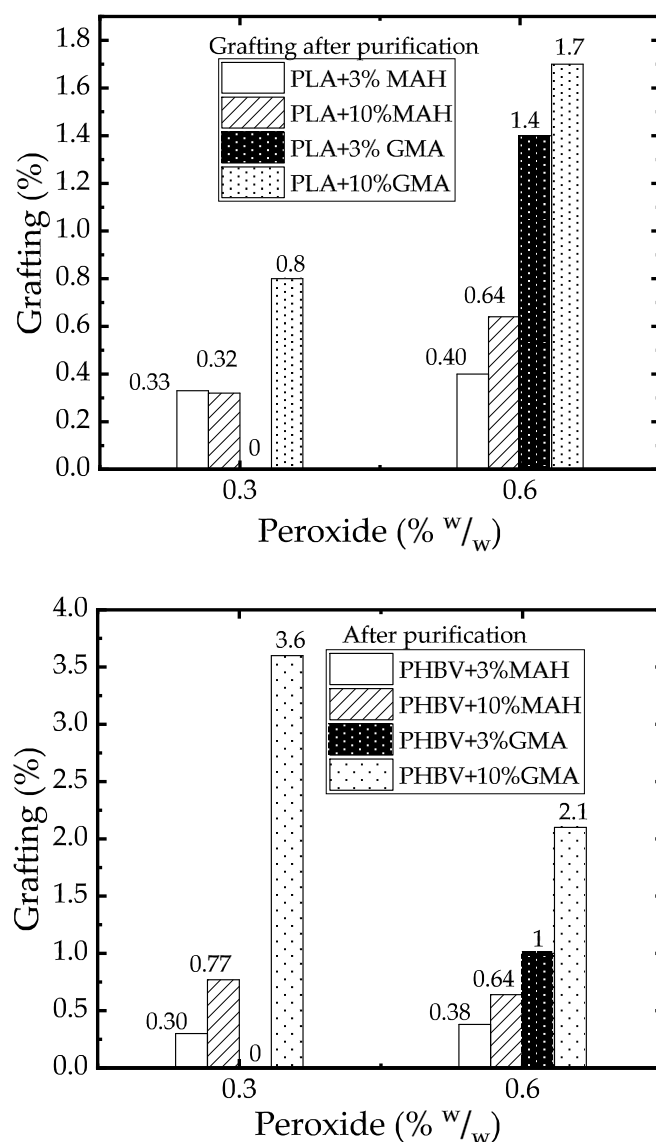 Grafting after purification
PLA+3% MAH
PLA+10%MAH
PLA+3% GMA
PLA+10%GMA
Grafting (%)
1.8
1.6
1.4
1.2
1.0
0.8
0.6
0.4
0.2
0.0
0.33
0.32
0
0.8
0.40
0.64
1.4
1.7
0.3
0.6
Peroxide (% w/w)
After purification
PHBV+3%MAH
PHBV+10%MAH
PHBV+3%GMA
PHBV+10%GMA
Grafting (%)
4.0
3.5
3.0
2.5
2.0
1.5
1.0
0.5
0.0
0.30
0.77
0
3.6
0.38
0.64
1
2.1
0.3
0.6
Peroxide (% w/w)